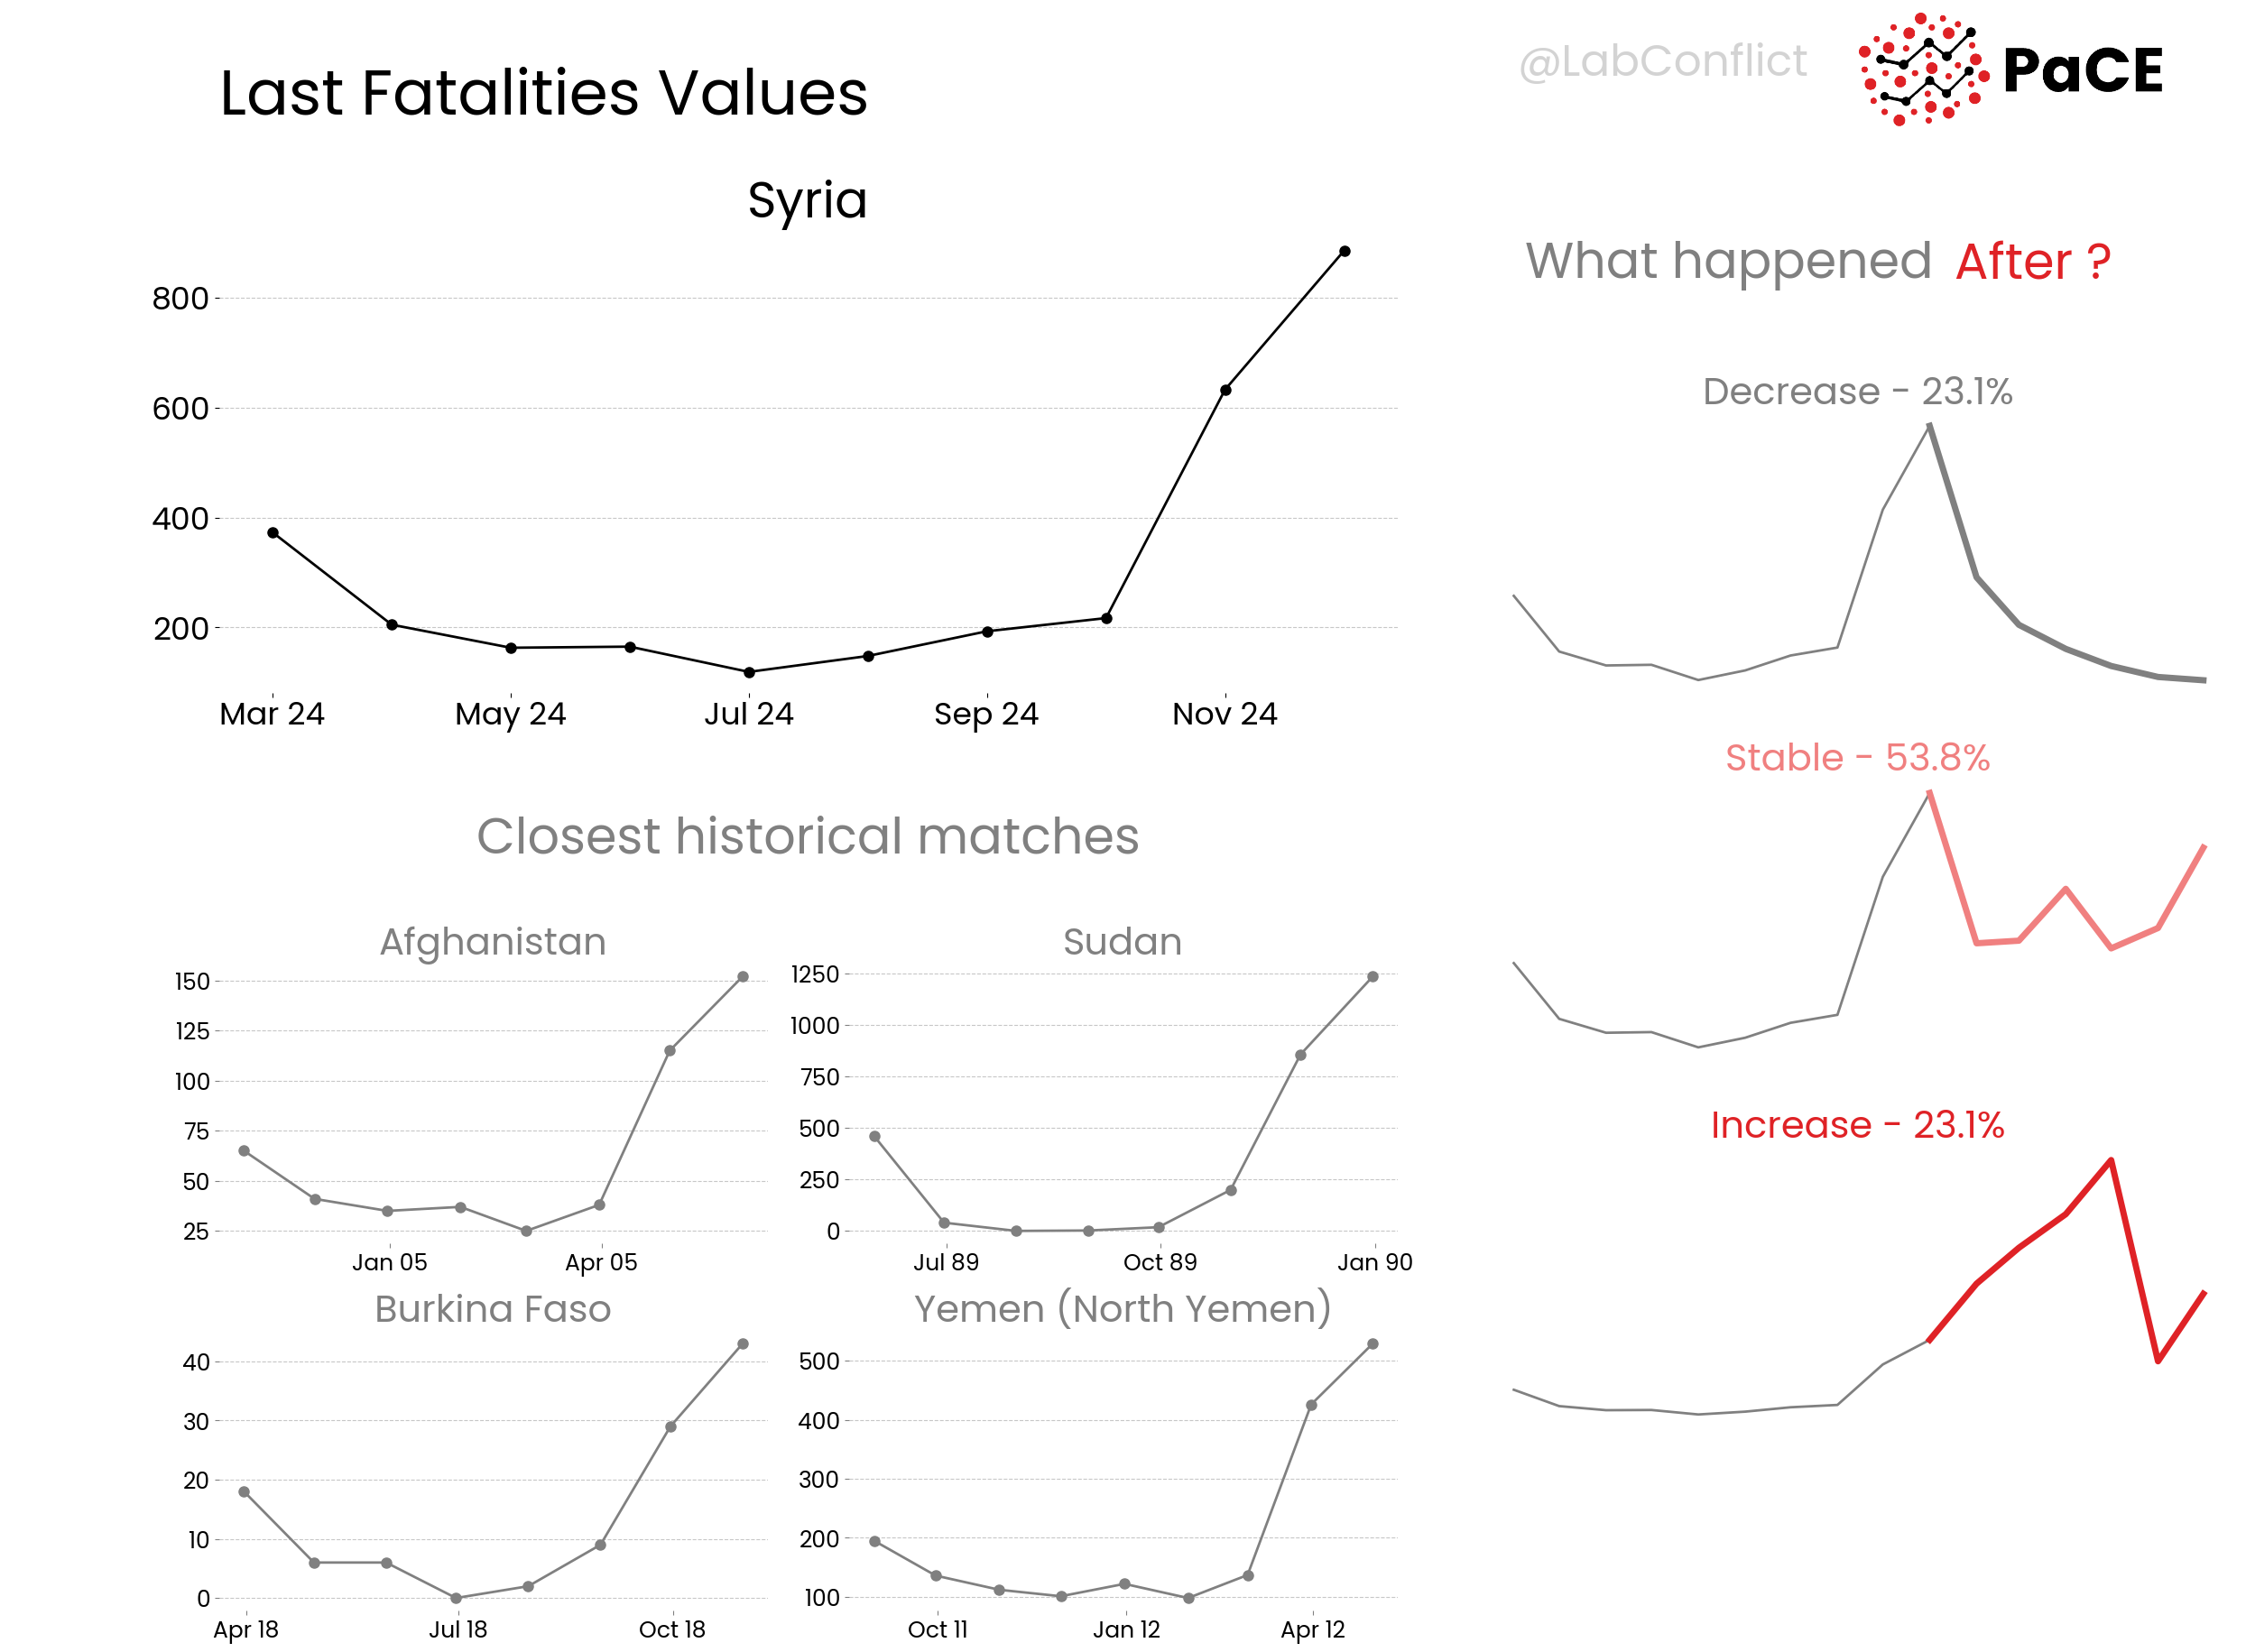 @LabConflict
PaCE
Last Fatalities Values
Syria
800
600
400
200
Mar 24 May 24 Jul 24 Sep 24 Nov 24
Closest historical matches
Afghanistan
150
125
100
75
50
25
Jan 05 Apr 05
Sudan
1250
1000
750
500
250
0
Jul 89 Oct 89 Jan 90
Burkina Faso
40
30
20
10
0
Apr 18 Jul 18 Oct 18
Yemen (North Yemen)
500
400
300
200
100
Oct 11 Jan 12 Apr 12
What happened After ?
Decrease - 23.1%
Stable - 53.8%
Increase - 23.1%